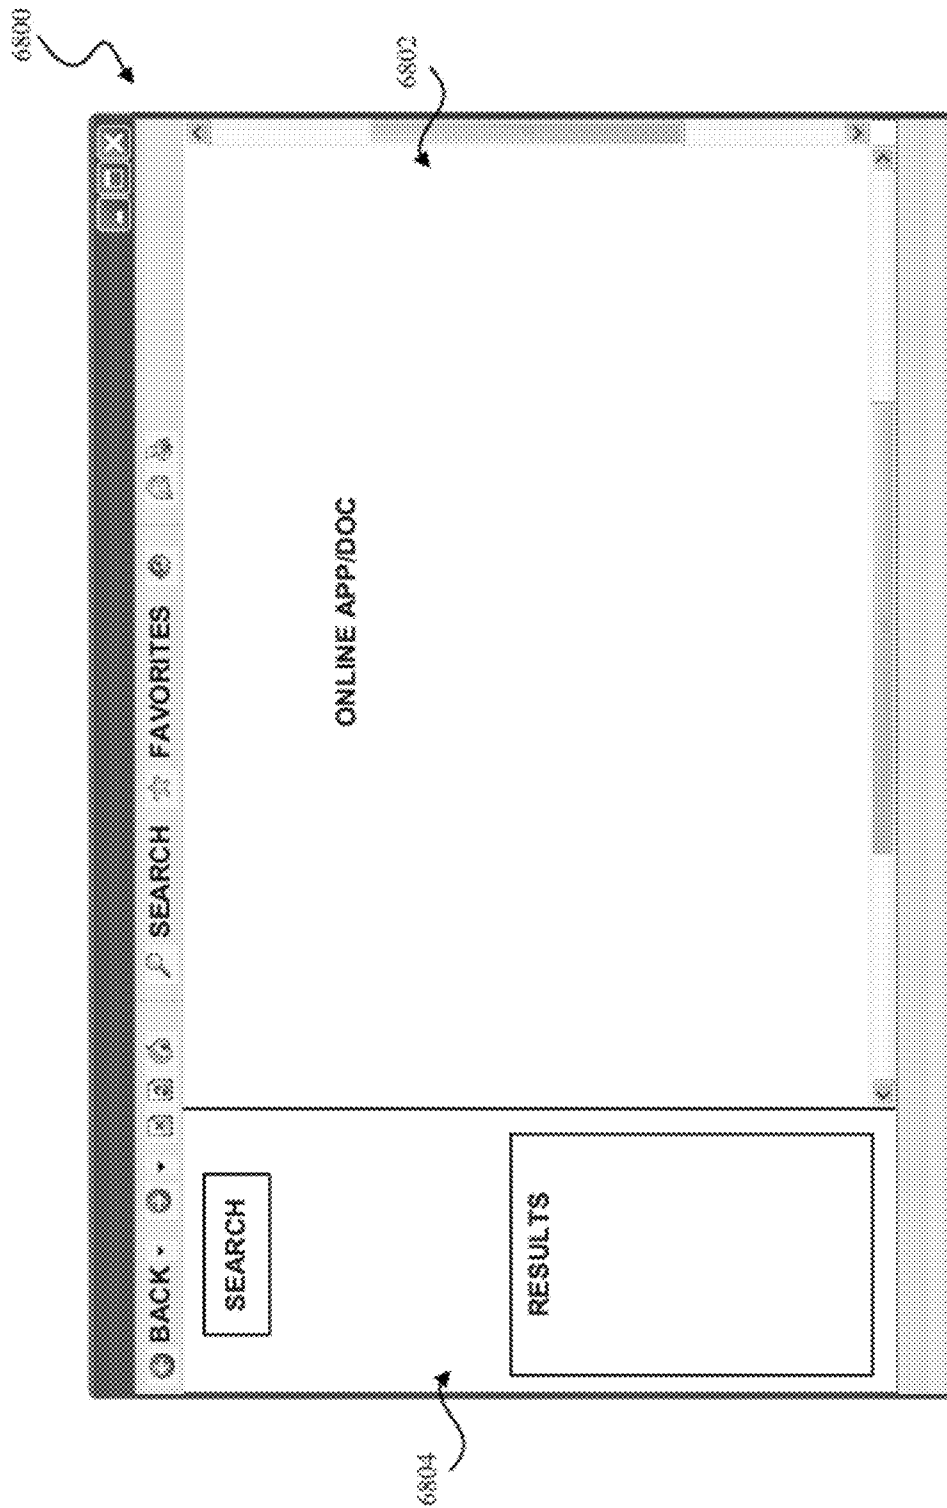 6800
BACK SEARCH FAVORITES
6802
SEARCH
ONLINE APP/DOC
RESULTS
6804